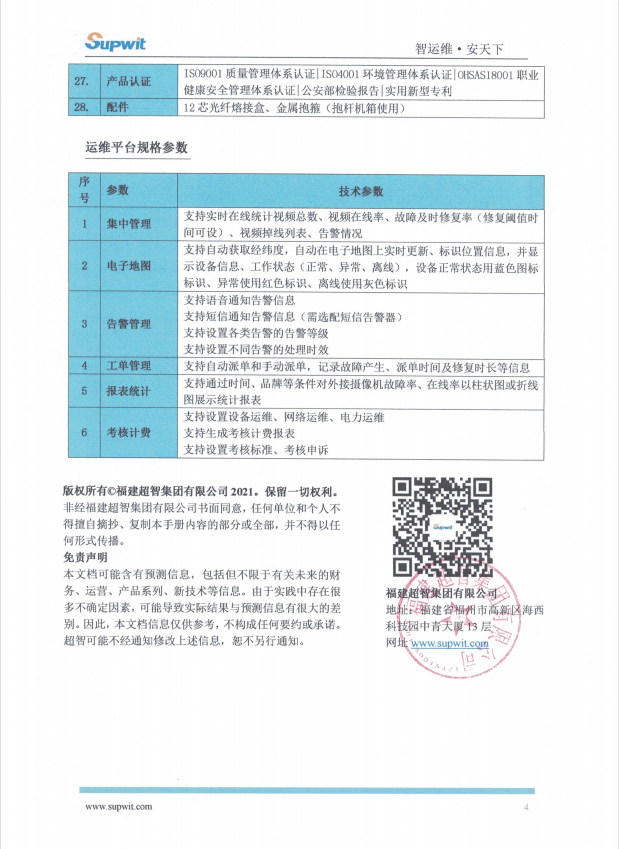 Supwit
智运维·安天下
27. 产品认证 ISO9001 质量管理体系认证|ISO4001 环境管理体系认证|OHSAS18001 职业
健康安全管理体系认证|公安部检验报告|实用新型专利
28. 配件 12 芯光纤熔接盒、金属抱箍（抱杆机箱使用）
运维平台规格参数
序号 参数 技术参数
1 集中管理 支持实时在线统计视频总数、视频在线率、故障及时修复率（修复阈值时
间可设）、视频掉线列表、告警情况
2 电子地图 支持自动获取经纬度，自动在电子地图上实时更新、标识位置信息，并显
示设备信息、工作状态（正常、异常、离线），设备正常状态用蓝色图标
标识、异常使用红色标识、离线使用灰色标识
3 告警管理 支持语音通知告警信息
支持短信通知告警信息（需选配短信告警器）
支持设置各类告警的告警等级
支持设置不同告警的处理时效
4 工单管理 支持自动派单和手动派单，记录故障产生、派单时间及修复时长等信息
5 报表统计 支持通过时间、品牌等条件对外接摄像机故障率、在线率以柱状图或折线
图展示统计报表
6 考核计费 支持设置设备运维、网络运维、电力运维
支持生成考核计费报表
支持设置考核标准、考核申诉
版权所有©福建超智集团有限公司 2021。保留一切权利。
非经福建超智集团有限公司书面同意，任何单位和个人不
得擅自摘抄、复制本手册内容的部分或全部，并不得以任
何形式传播。
免责声明
本文档可能含有预测信息，包括但不限于有关未来的财
务、运营、产品系列、新技术等信息。由于实践中存在很
多不确定因素，可能导致实际结果与预测信息有很大的差
别。因此，本文档信息仅供参考，不构成任何要约或承诺。
超智可能不经通知修改上述信息，恕不另行通知。
Supwit
福建超智集团有限公司
地址：福建省福州市高新区海西
科技园中青大厦 13 层
网址 www.supwit.com
福建超智集团有限公司
www.supwit.com
4